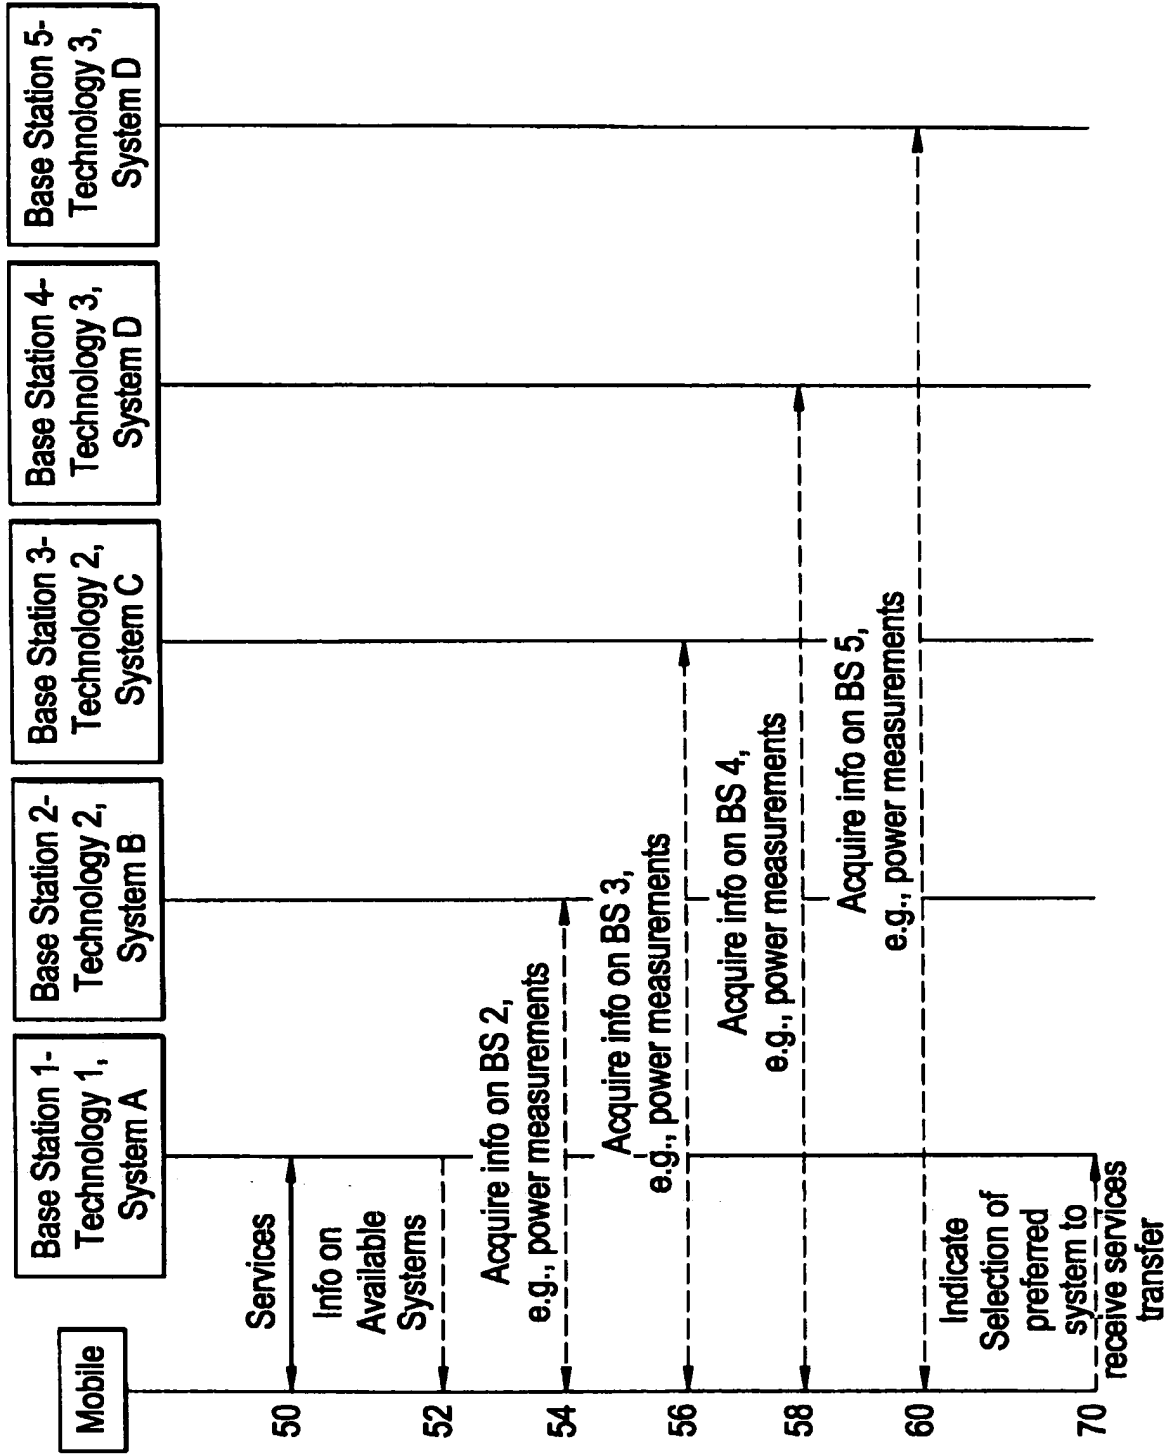 Mobile
Base Station 1-
Technology 1,
System A
Base Station 2-
Technology 2,
System B
Base Station 3-
Technology 2,
System C
Base Station 4-
Technology 3,
System D
Base Station 5-
Technology 3,
System D
50
Services
52
Info on
Available
Systems
54
Acquire info on BS 2,
e.g., power measurements
56
Acquire info on BS 3,
e.g., power measurements
58
Acquire info on BS 4,
e.g., power measurements
60
Acquire info on BS 5,
e.g., power measurements
70
Indicate
Selection of
preferred
system to
receive services
transfer